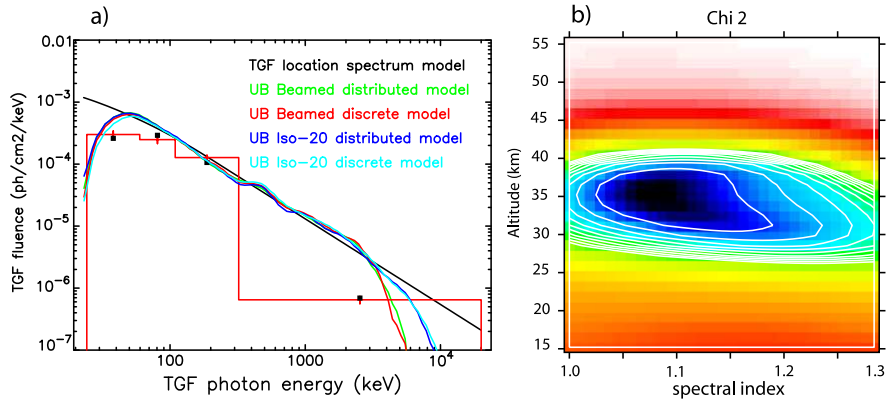 a)
0.01
10⁻³
10⁻⁴
10⁻⁵
10⁻⁶
10⁻⁷
TGF fluence (ph/cm2/keV)
TGF location spectrum model
UB Beamed distributed model
UB Beamed discrete model
UB Iso-20 distributed model
UB Iso-20 discrete model
100
1000
10⁴
TGF photon energy (keV)
b)
Chi 2
55
50
45
40
35
30
25
20
15
Altitude (km)
1.0
1.1
1.2
1.3
spectral index